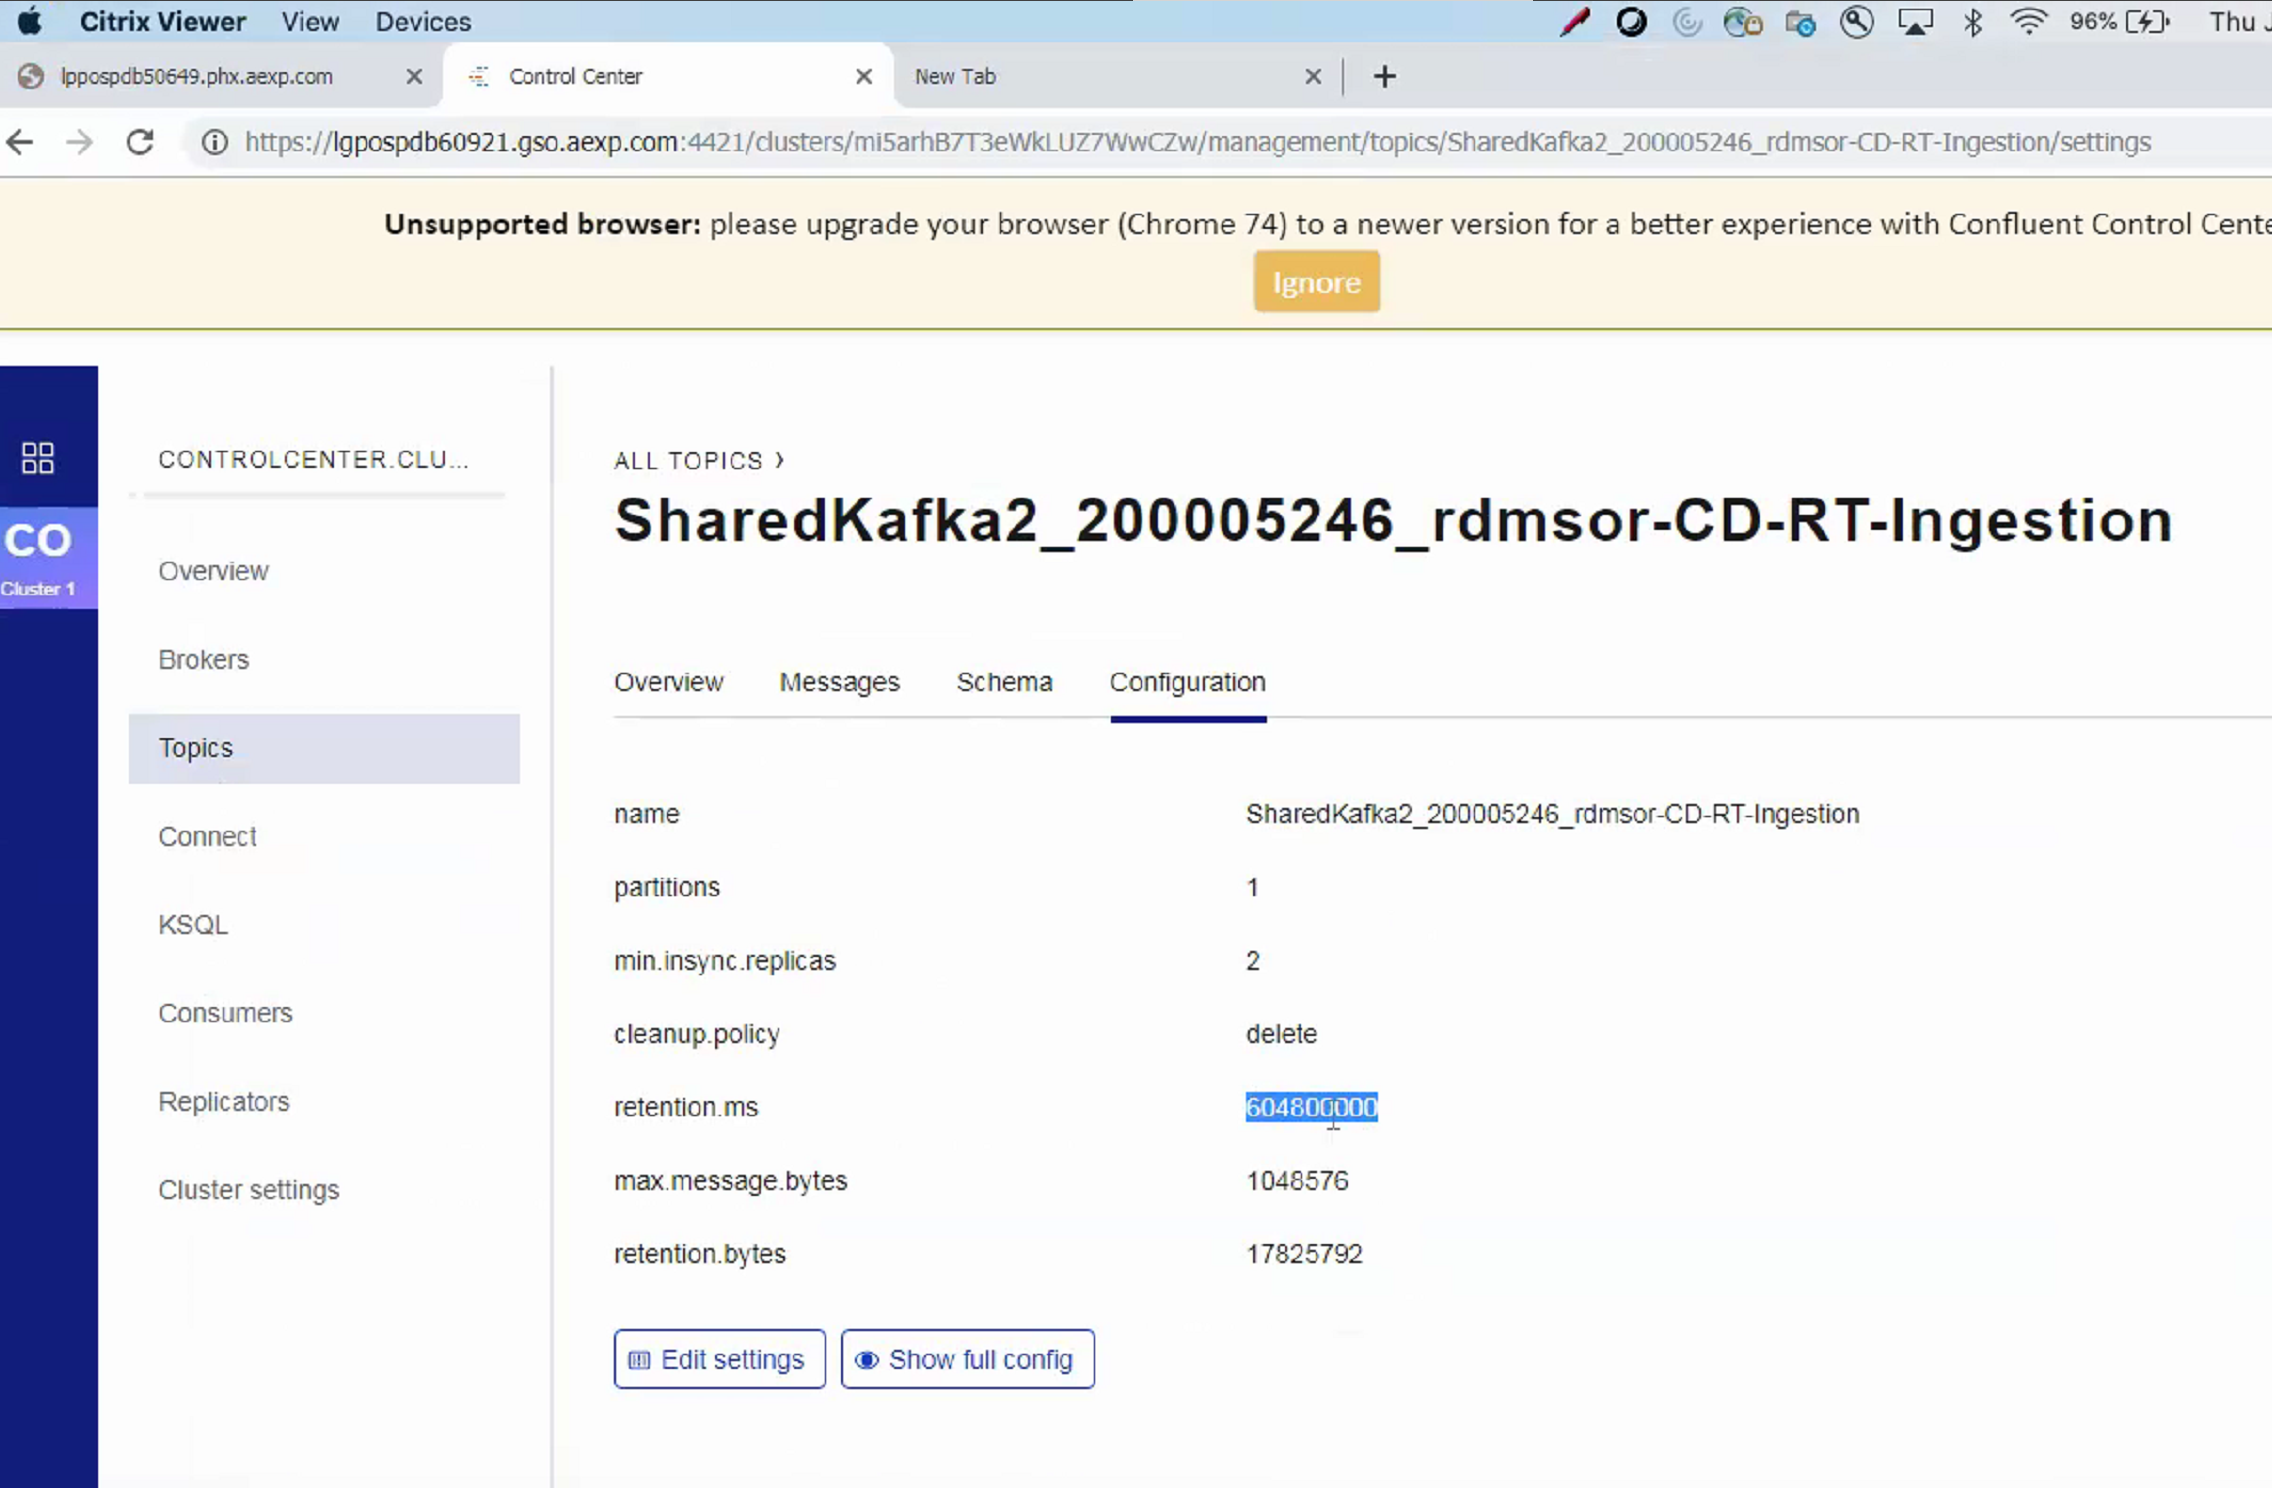 Citrix Viewer View Devices 96% Thu
lppospdb50649.phx.aexp.com Control Center New Tab
https://lgpospdb60921.gso.aexp.com:4421/clusters/mi5arhB7T3eWkLUZ7WwCZw/management/topics/SharedKafka2_200005246_rdmsor-CD-RT-Ingestion/settings
Unsupported browser: please upgrade your browser (Chrome 74) to a newer version for a better experience with Confluent Control Cente
Ignore
CO
Cluster 1
CONTROLCENTER.CLU...
Overview
Brokers
Topics
Connect
KSQL
Consumers
Replicators
Cluster settings
ALL TOPICS ›
SharedKafka2_200005246_rdmsor-CD-RT-Ingestion
Overview Messages Schema Configuration
name SharedKafka2_200005246_rdmsor-CD-RT-Ingestion
partitions 1
min.insync.replicas 2
cleanup.policy delete
retention.ms 604800000
max.message.bytes 1048576
retention.bytes 17825792
Edit settings Show full config